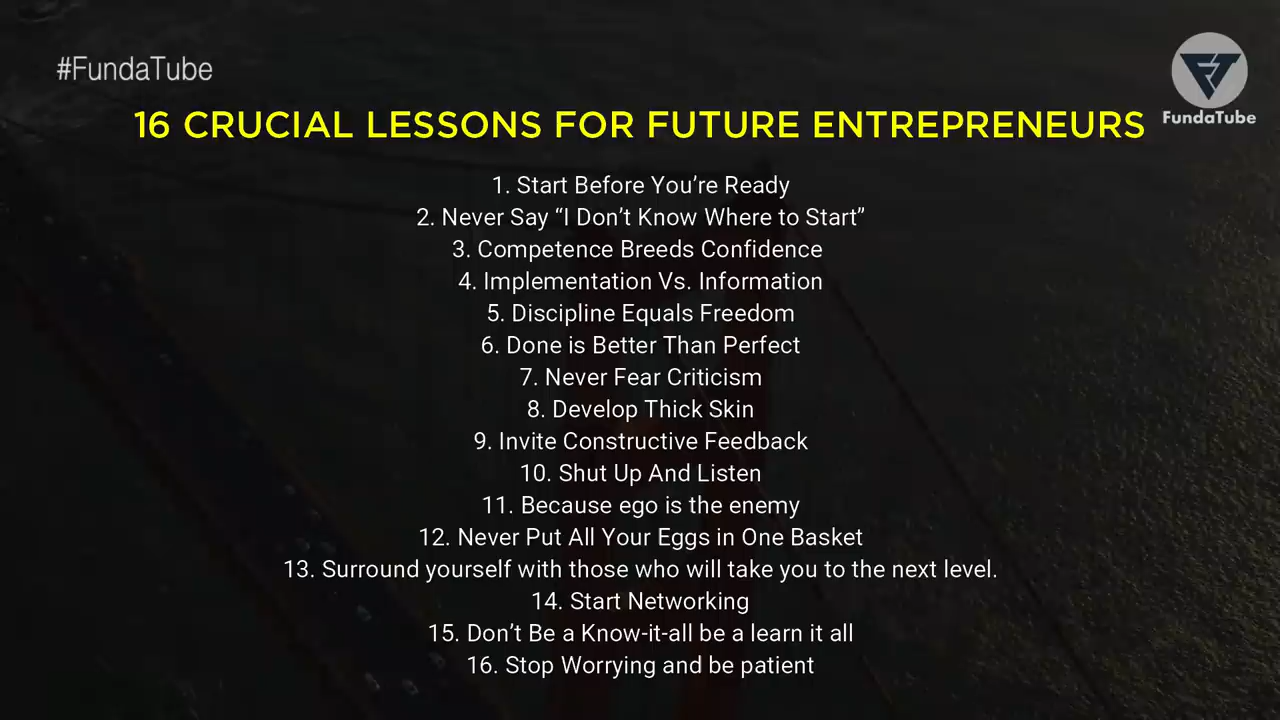 #FundaTube
FundaTube
16 CRUCIAL LESSONS FOR FUTURE ENTREPRENEURS
1. Start Before You’re Ready
2. Never Say “I Don’t Know Where to Start”
3. Competence Breeds Confidence
4. Implementation Vs. Information
5. Discipline Equals Freedom
6. Done is Better Than Perfect
7. Never Fear Criticism
8. Develop Thick Skin
9. Invite Constructive Feedback
10. Shut Up And Listen
11. Because ego is the enemy
12. Never Put All Your Eggs in One Basket
13. Surround yourself with those who will take you to the next level.
14. Start Networking
15. Don’t Be a Know-it-all be a learn it all
16. Stop Worrying and be patient